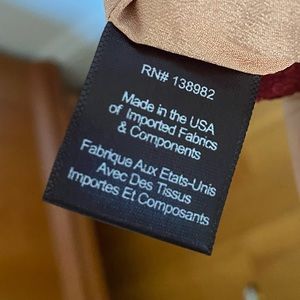 RN# 138982
Made in the USA
of Imported Fabrics
& Components
Fabrique Aux Etats-Unis
Avec Des Tissus
Importes Et Composants